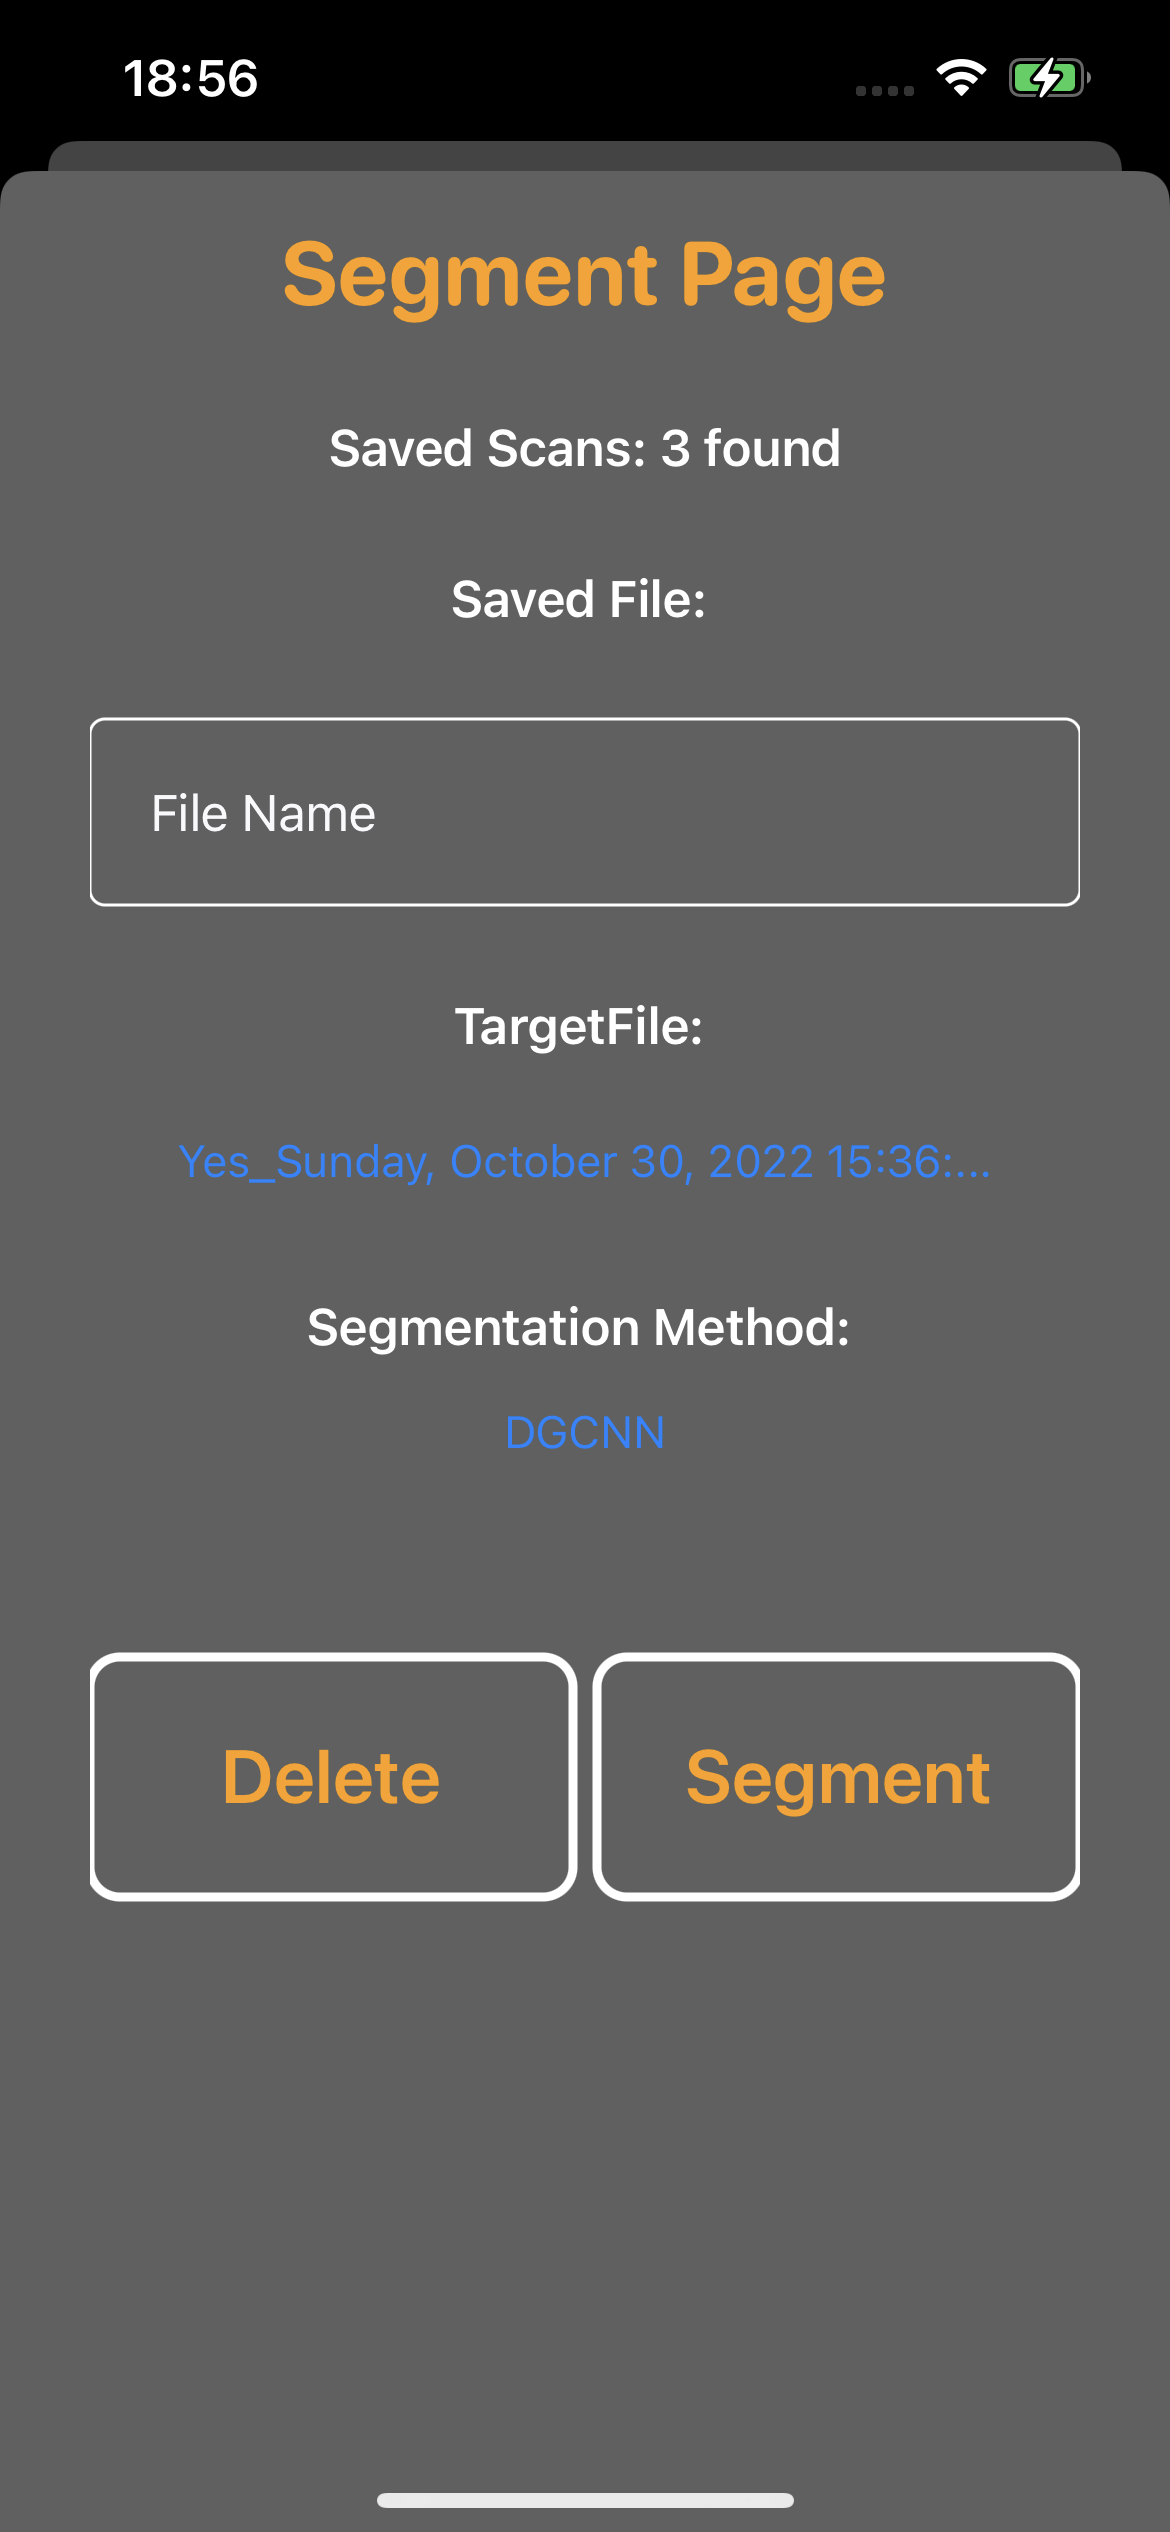 18:56
Segment Page
Saved Scans: 3 found
Saved File:
File Name
TargetFile:
Yes_Sunday, October 30, 2022 15:36:...
Segmentation Method:
DGCNN
Delete
Segment